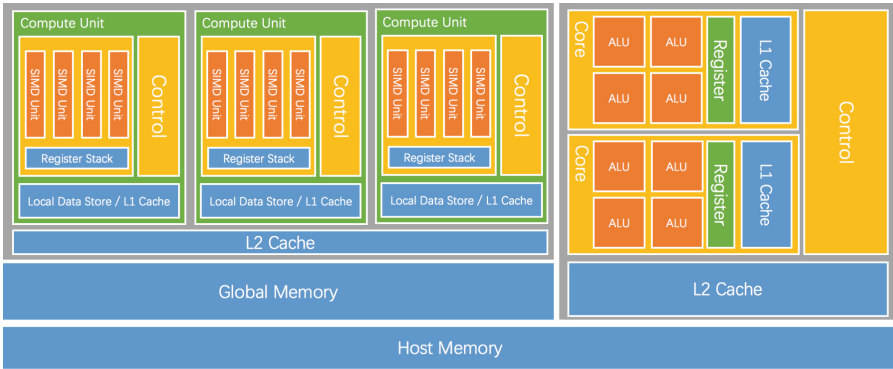 Compute Unit
SIMD Unit
SIMD Unit
SIMD Unit
SIMD Unit
Control
Register Stack
Local Data Store / L1 Cache
Compute Unit
SIMD Unit
SIMD Unit
SIMD Unit
SIMD Unit
Control
Register Stack
Local Data Store / L1 Cache
Compute Unit
SIMD Unit
SIMD Unit
SIMD Unit
SIMD Unit
Control
Register Stack
Local Data Store / L1 Cache
L2 Cache
Global Memory
Core
ALU
ALU
ALU
ALU
Register
L1 Cache
Core
ALU
ALU
ALU
ALU
Register
L1 Cache
Control
L2 Cache
Host Memory